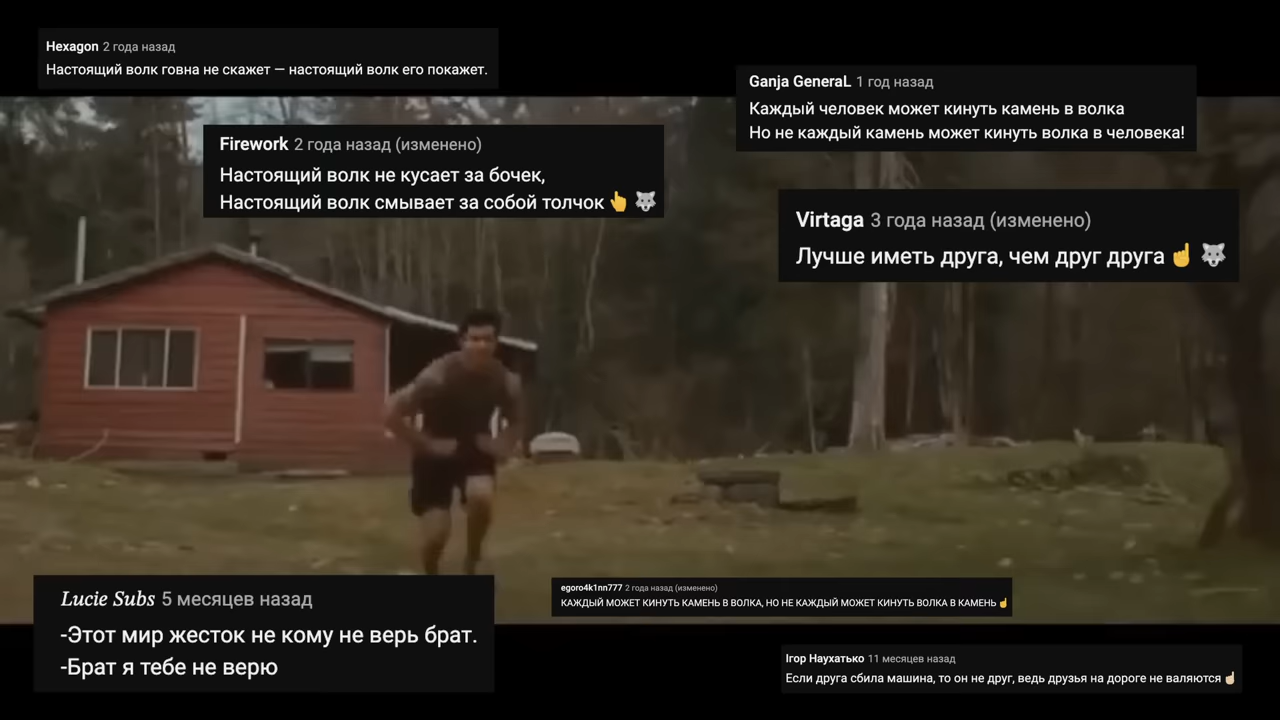 Hexagon 2 года назад
Настоящий волк говна не скажет — настоящий волк его покажет.
Ganja GeneraL 1 год назад
Каждый человек может кинуть камень в волка
Но не каждый камень может кинуть волка в человека!
Firework 2 года назад (изменено)
Настоящий волк не кусает за бочек,
Настоящий волк смывает за собой толчок👆🐺
Virtaga 3 года назад (изменено)
Лучше иметь друга, чем друг друга☝️🐺
Lucie Subs 5 месяцев назад
-Этот мир жесток не кому не верь брат.
-Брат я тебе не верю
egoro4k1nn777 2 года назад (изменено)
КАЖДЫЙ МОЖЕТ КИНУТЬ КАМЕНЬ В ВОЛКА, НО НЕ КАЖДЫЙ МОЖЕТ КИНУТЬ ВОЛКА В КАМЕНЬ☝️
Ігор Наухатько 11 месяцев назад
Если друга сбила машина, то он не друг, ведь друзья на дороге не валяются☝🏻